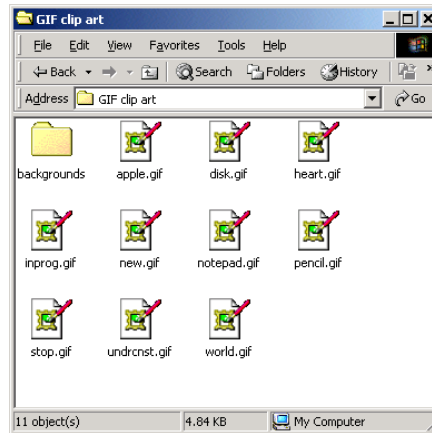 GIF clip art
File Edit View Favorites Tools Help
Back Search Folders History »
Address GIF clip art Go
backgrounds apple.gif disk.gif heart.gif
inprog.gif new.gif notepad.gif pencil.gif
stop.gif undrcnst.gif world.gif
11 object(s) 4.84 KB My Computer